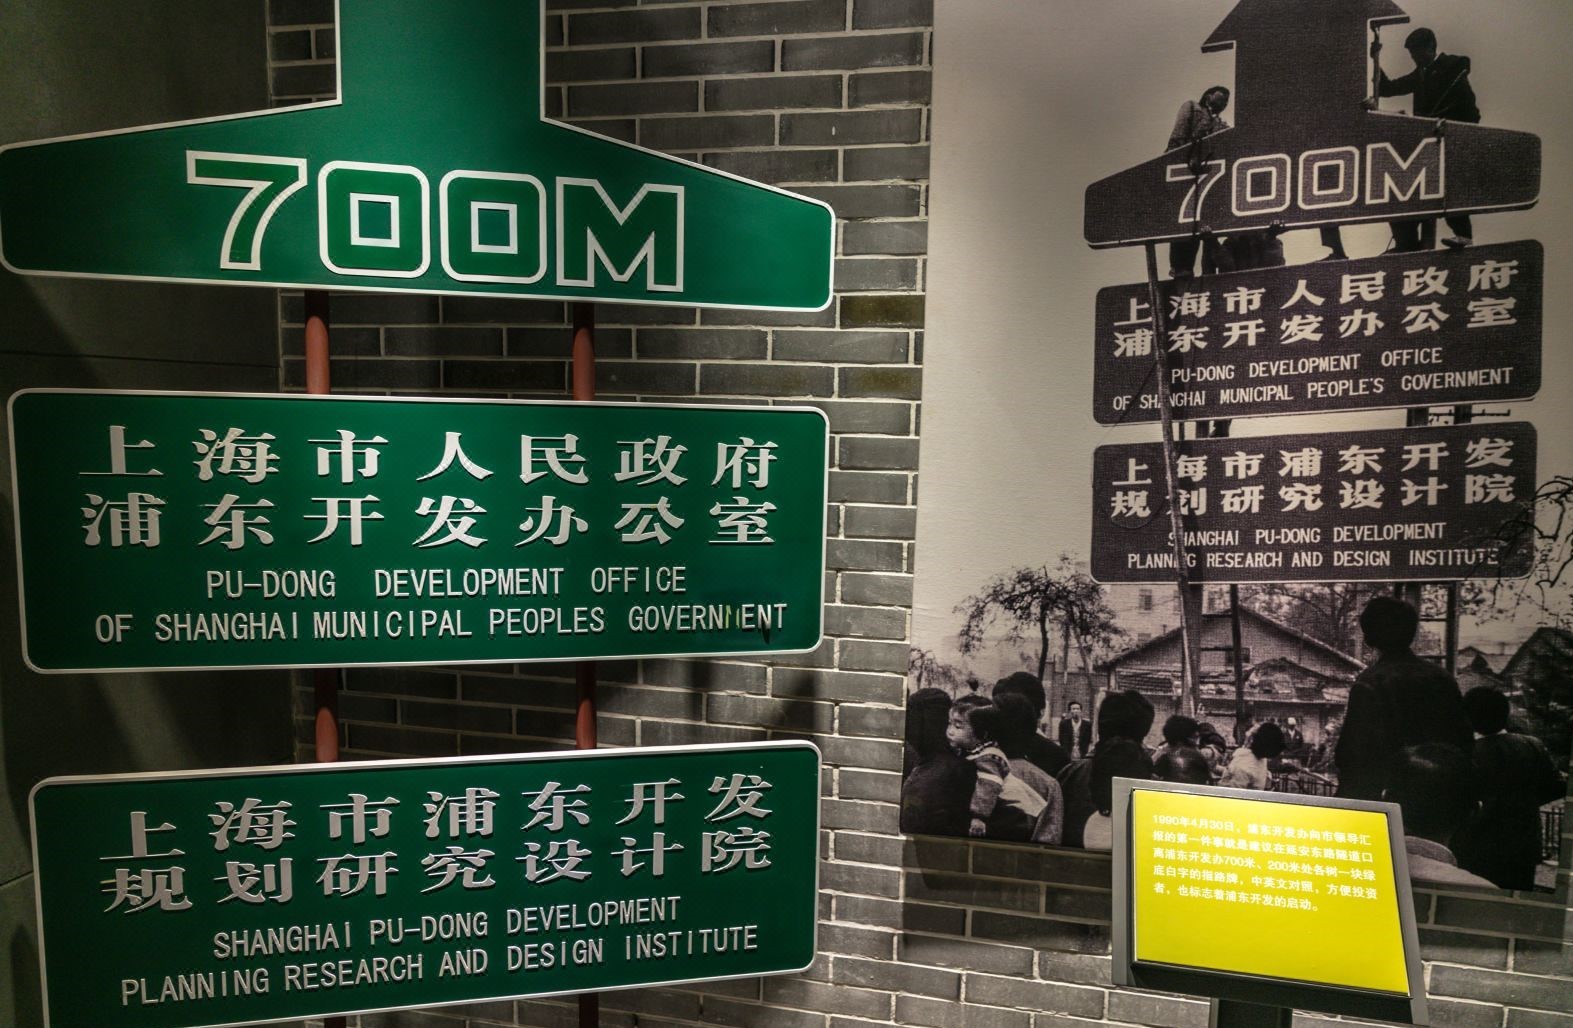 700M
上海市人民政府
浦东开发办公室
PU-DONG DEVELOPMENT OFFICE
OF SHANGHAI MUNICIPAL PEOPLES GOVERNMENT
上海市浦东开发
规划研究设计院
SHANGHAI PU-DONG DEVELOPMENT
PLANNING RESEARCH AND DESIGN INSTITUTE
700M
上海市人民政府
浦东开发办公室
PU-DONG DEVELOPMENT OFFICE
OF SHANGHAI MUNICIPAL PEOPLE'S GOVERNMENT
上海市浦东开发
规划研究设计院
SHANGHAI PU-DONG DEVELOPMENT
PLANNING RESEARCH AND DESIGN INSTITUTE
1990年4月30日，浦东开发办向市领导汇
报的第一件事就是建议在延安东路隧道口
离浦东开发办700米、200米处各树一块绿
底白字的指路牌，中英文对照，方便投资
者，也标志着浦东开发的启动。